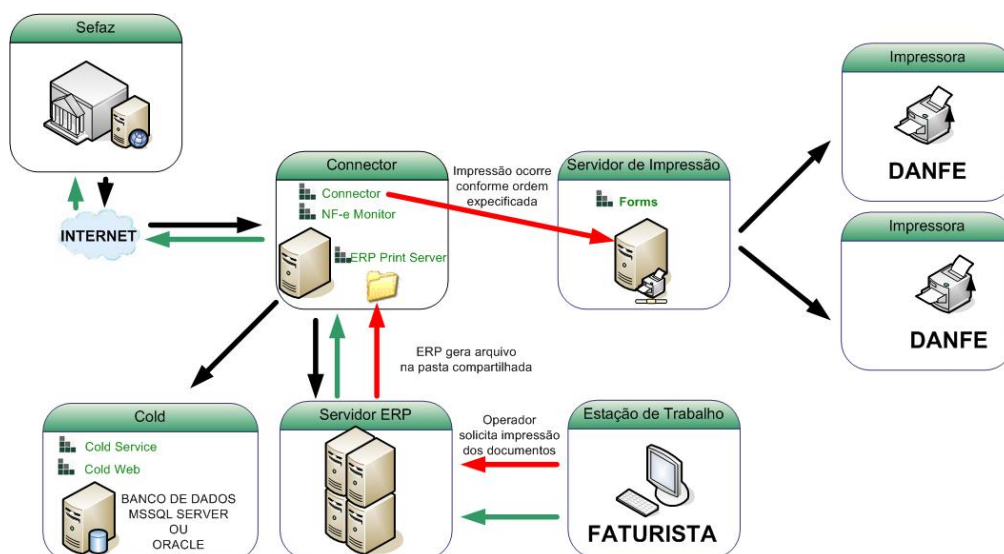 Sefaz
INTERNET
Connector
Connector
NF-e Monitor
ERP Print Server
Impressão ocorre
conforme ordem
expecificada
Servidor de Impressão
Forms
Impressora
DANFE
Impressora
DANFE
ERP gera arquivo
na pasta compartilhada
Cold
Cold Service
Cold Web
BANCO DE DADOS
MSSQL SERVER
OU
ORACLE
Servidor ERP
Operador
solicita impressão
dos documentos
Estação de Trabalho
FATURISTA